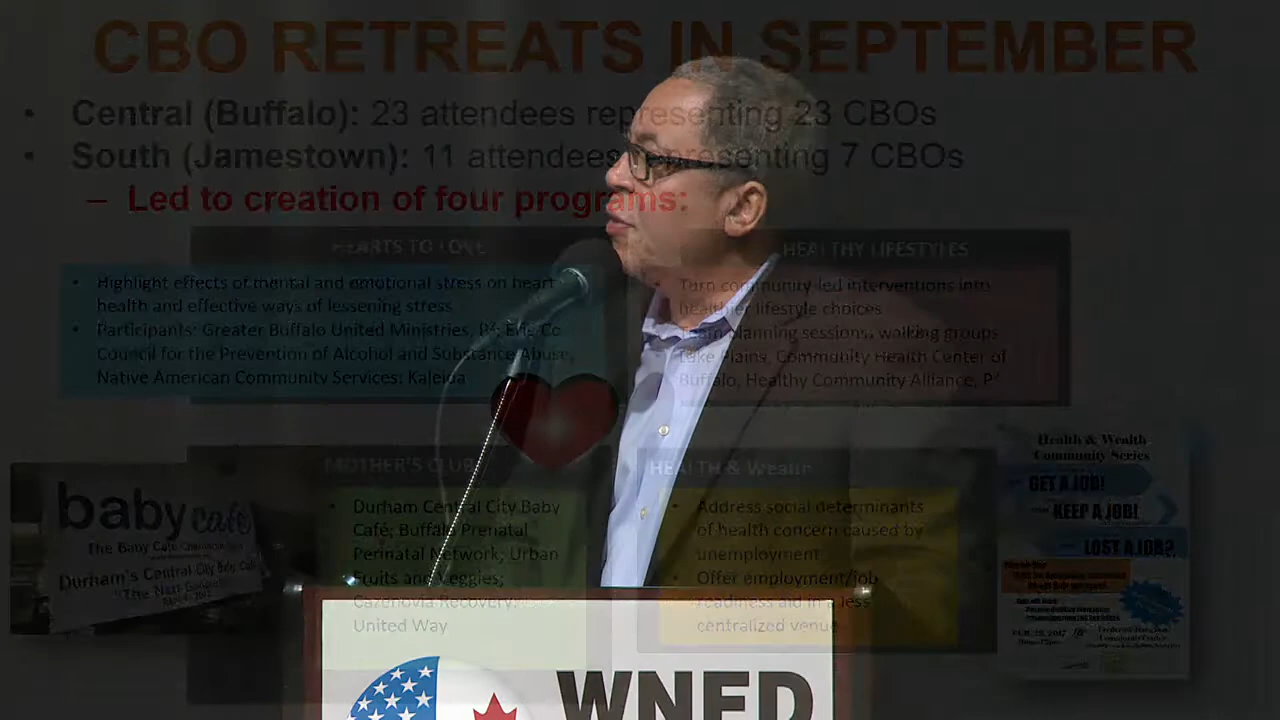 CBO RETREATS IN SEPTEMBER
• Central (Buffalo): 23 attendees representing 23 CBOs
• South (Jamestown): 11 attendees representing 7 CBOs
– Led to creation of four programs:
HEARTS TO LOVE
• Highlight effects of mental and emotional stress on heart
health and effective ways of lessening stress
• Participants: Greater Buffalo United Ministries, P², Erie Co
Council for the Prevention of Alcohol and Substance Abuse,
Native American Community Services: Kaleida
HEALTHY LIFESTYLES
Turn community-led interventions into
healthier lifestyle choices
Team planning sessions, walking groups
Lake Plains, Community Health Center of
Buffalo, Healthy Community Alliance, P²
MOTHER'S CLUB
• Durham Central City Baby
Café; Buffalo Prenatal
Perinatal Network; Urban
Fruits and Veggies;
Cazenovia Recovery:
United Way
HEALTH & Wealth
• Address social determinants
of health concern caused by
unemployment
• Offer employment/job
readiness aid in a less
centralized venue
baby café
The Baby Café
Durham's Central City Baby Café
"The Next
Health & Wealth
Community Series
GET A JOB!
KEEP A JOB!
LOST A JOB?
WNED